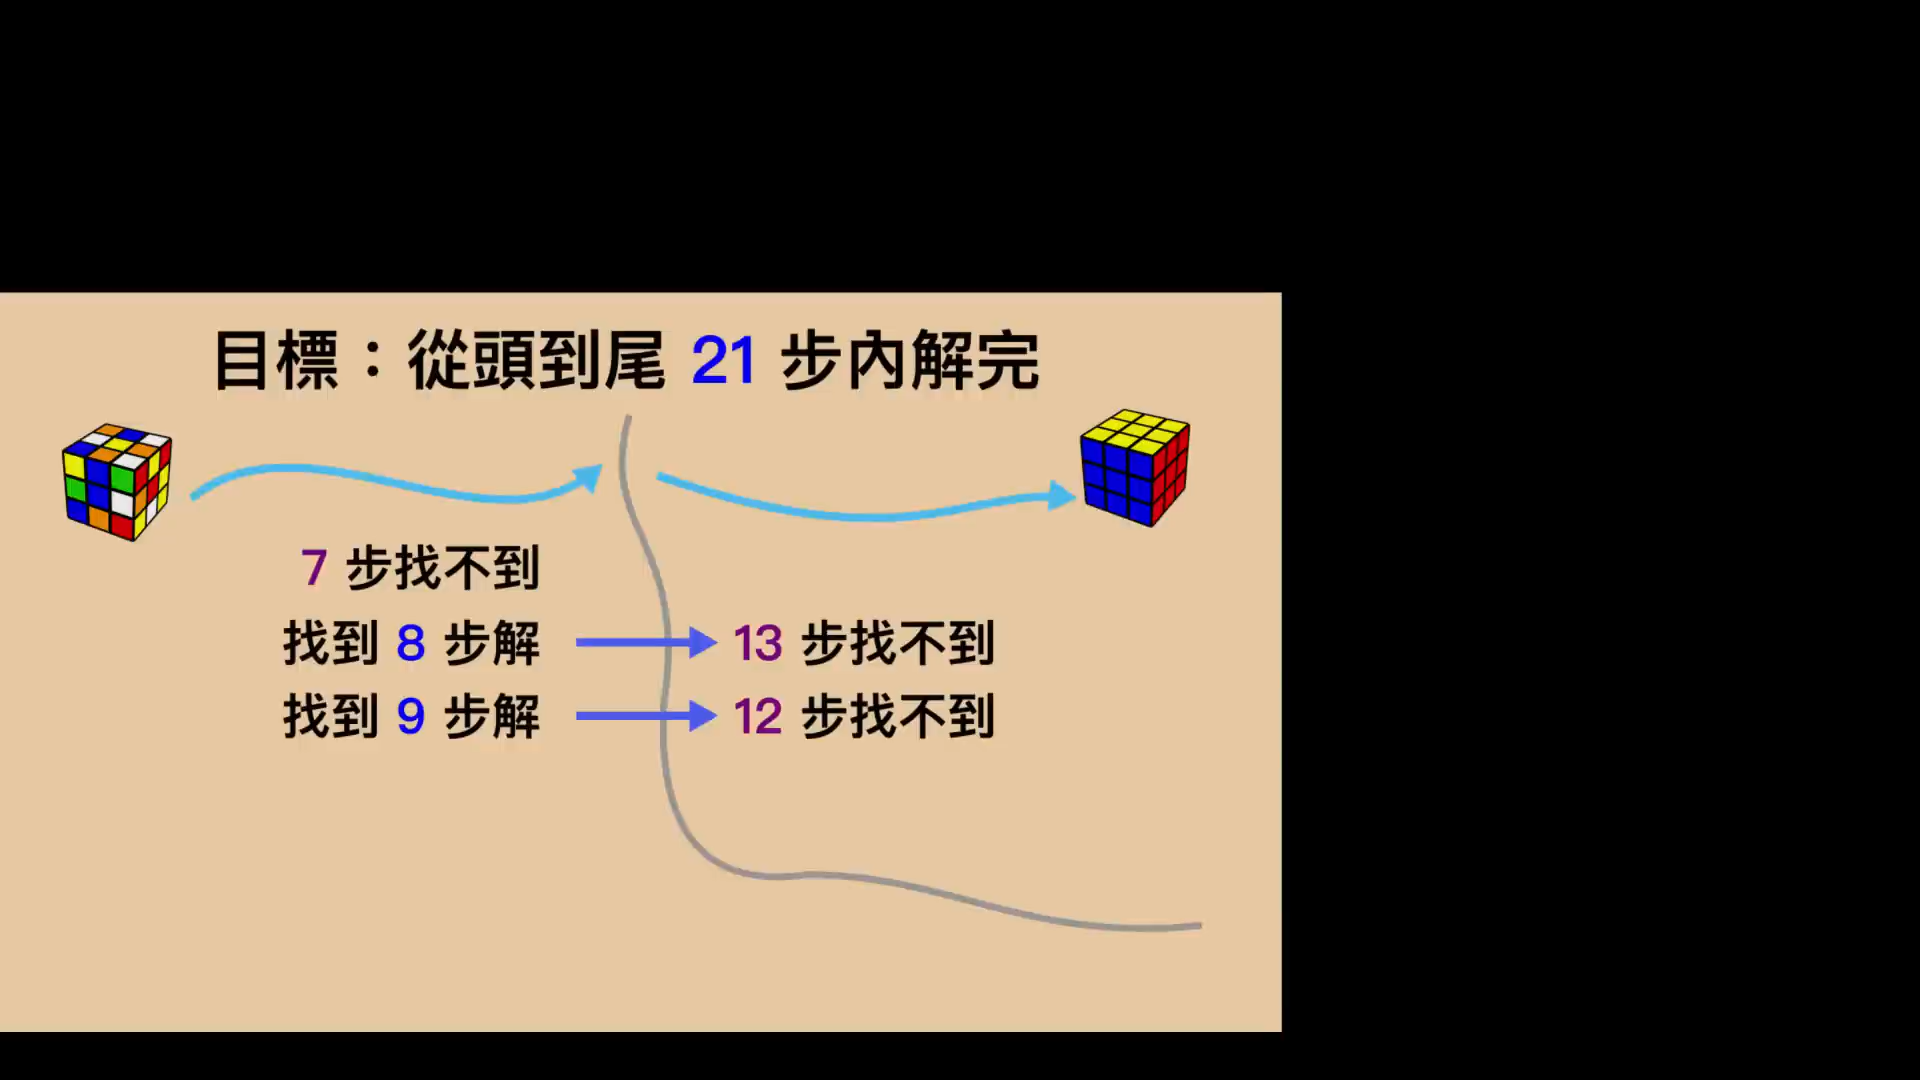 目標：從頭到尾 21 步內解完
7 步找不到
找到 8 步解
13 步找不到
找到 9 步解
12 步找不到